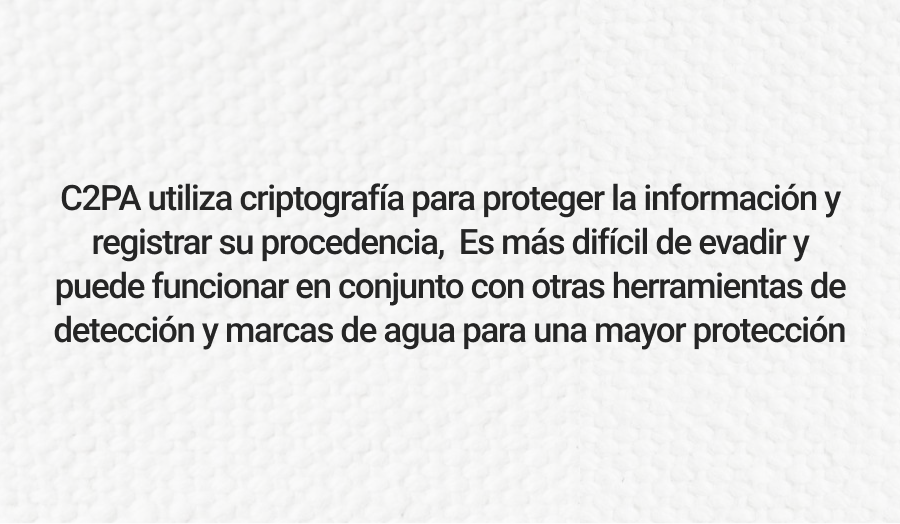 C2PA utiliza criptografía para proteger la información y
registrar su procedencia,  Es más difícil de evadir y
puede funcionar en conjunto con otras herramientas de
detección y marcas de agua para una mayor protección